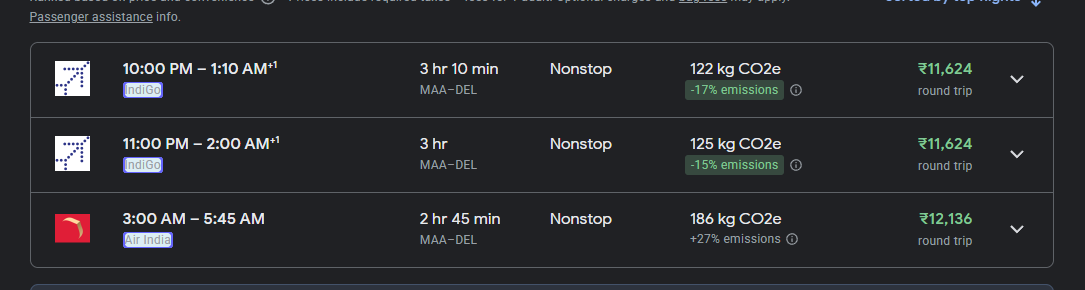 Ranked based on price and convenience Prices include required taxes + fees for 1 adult. Optional charges and bag fees may apply. Sorted by top flights
Passenger assistance info.
10:00 PM – 1:10 AM+1 3 hr 10 min Nonstop 122 kg CO2e ₹11,624
IndiGo MAA–DEL -17% emissions round trip
11:00 PM – 2:00 AM+1 3 hr Nonstop 125 kg CO2e ₹11,624
IndiGo MAA–DEL -15% emissions round trip
3:00 AM – 5:45 AM 2 hr 45 min Nonstop 186 kg CO2e ₹12,136
Air India MAA–DEL +27% emissions round trip